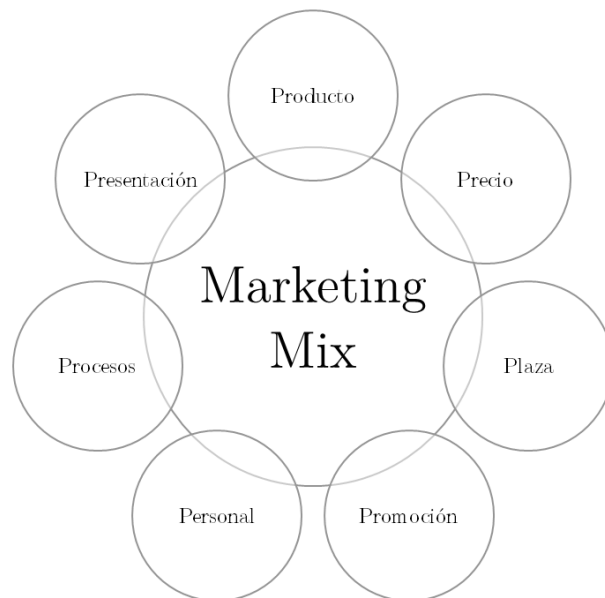 Producto
Presentación
Precio
Marketing
Mix
Procesos
Plaza
Personal
Promoción